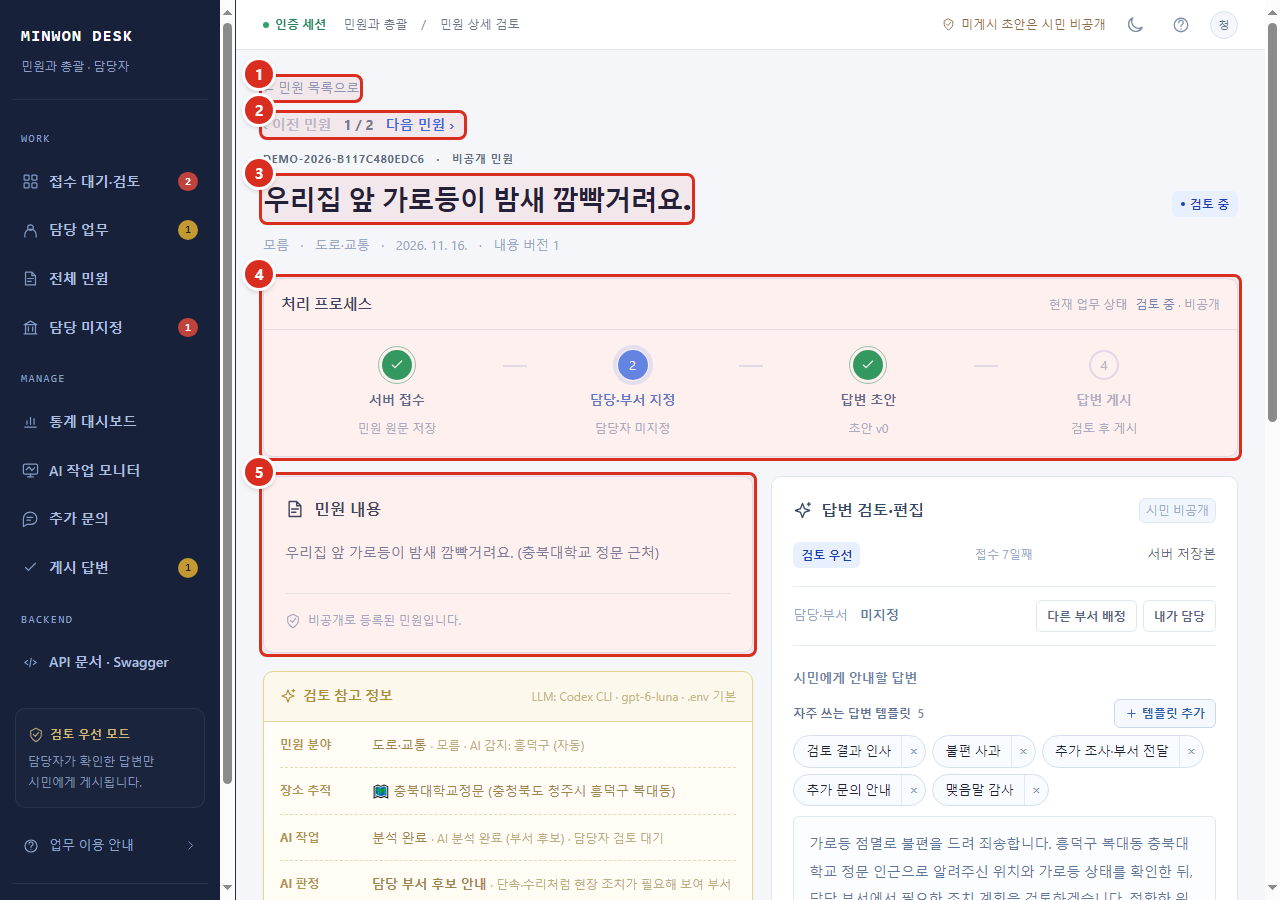 MINWON DESK
민원과 총괄 · 담당자
WORK
접수 대기·검토 2
담당 업무 1
전체 민원
담당 미지정 1
MANAGE
통계 대시보드
AI 작업 모니터
추가 문의
게시 답변 1
BACKEND
API 문서 · Swagger
검토 우선 모드
담당자가 확인한 답변만
시민에게 게시됩니다.
업무 이용 안내
인증 세션 민원과 총괄 / 민원 상세 검토
미게시 초안은 시민 비공개
청
1
← 민원 목록으로
2
‹ 이전 민원 1 / 2 다음 민원 ›
DEMO-2026-B117C480EDC6 · 비공개 민원
3
우리집 앞 가로등이 밤새 깜빡거려요.
• 검토 중
모름 · 도로·교통 · 2026. 11. 16. · 내용 버전 1
4
처리 프로세스
현재 업무 상태 검토 중 · 비공개
서버 접수
민원 원문 저장
2
담당·부서 지정
담당자 미지정
답변 초안
초안 v0
4
답변 게시
검토 후 게시
5
민원 내용
우리집 앞 가로등이 밤새 깜빡거려요. (충북대학교 정문 근처)
비공개로 등록된 민원입니다.
검토 참고 정보
LLM: Codex CLI · gpt-6-luna · .env 기본
민원 분야 도로·교통 · 모름 · AI 감지: 흥덕구 (자동)
장소 추적 충북대학교정문 (충청북도 청주시 흥덕구 복대동)
AI 작업 분석 완료 · AI 분석 완료 (부서 후보) · 담당자 검토 대기
AI 판정 담당 부서 후보 안내 · 단속·수리처럼 현장 조치가 필요해 보여 부서
답변 검토·편집
시민 비공개
검토 우선 접수 7일째 서버 저장본
담당·부서 미지정 다른 부서 배정 내가 담당
시민에게 안내할 답변
자주 쓰는 답변 템플릿 5
+ 템플릿 추가
검토 결과 인사 × 불편 사과 × 추가 조사·부서 전달 ×
추가 문의 안내 × 맺음말 감사 ×
가로등 점멸로 불편을 드려 죄송합니다. 흥덕구 복대동 충북대
학교 정문 인근으로 알려주신 위치와 가로등 상태를 확인한 뒤,
담당 부서에서 필요한 조치 계획을 검토하겠습니다. 정확한 위